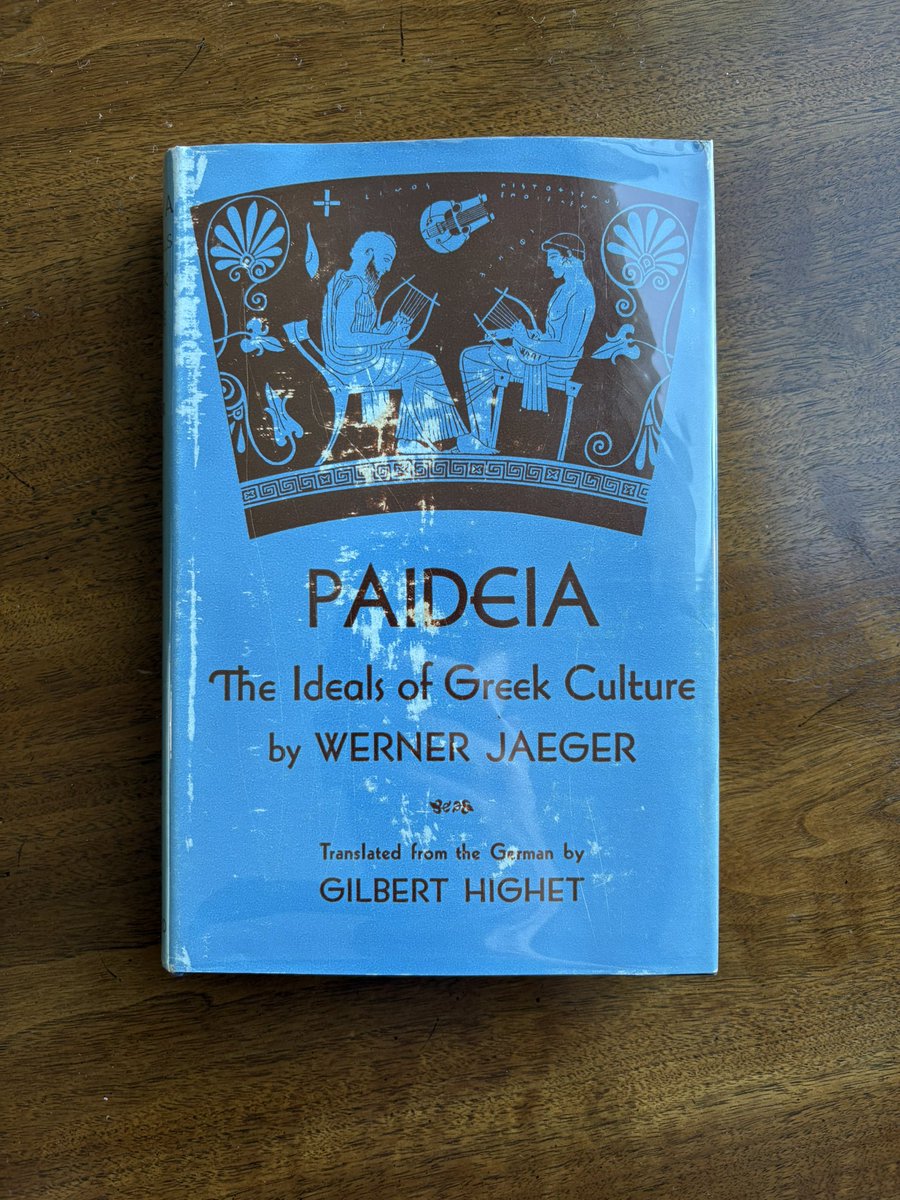 PAIDEIA
The Ideals of Greek Culture
by WERNER JAEGER
Translated from the German by
GILBERT HIGHET